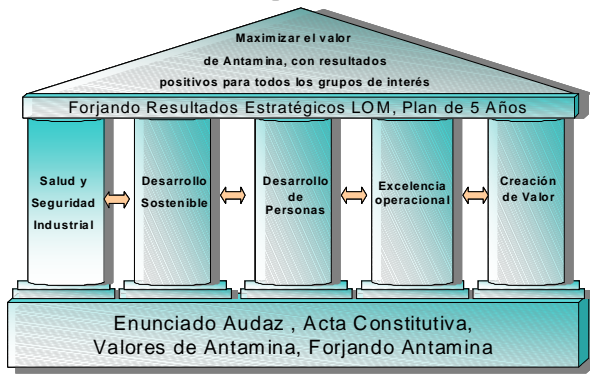 Maximizar el valor
de Antamina, con resultados
positivos para todos los grupos de interés
Forjando Resultados Estratégicos LOM, Plan de 5 Años
Salud y
Seguridad
Industrial
Desarrollo
Sostenible
Desarrollo
de
Personas
Excelencia
operacional
Creación
de Valor
Enunciado Audaz , Acta Constitutiva,
Valores de Antamina, Forjando Antamina